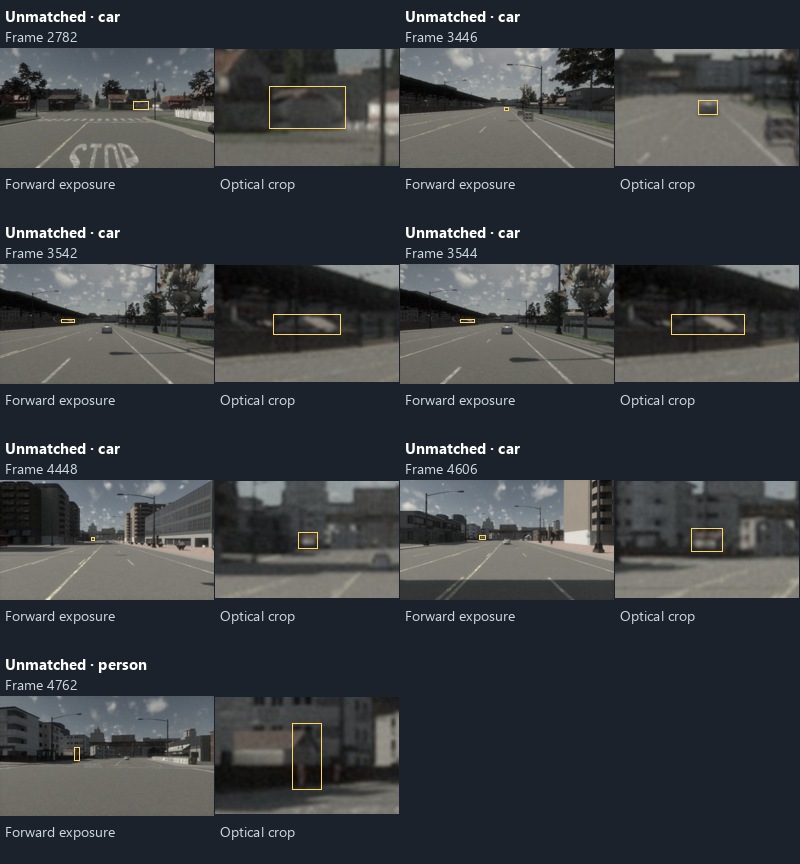 Unmatched · car
Frame 2782
Unmatched · car
Frame 3446
STOP
Forward exposure
Optical crop
Forward exposure
Optical crop
Unmatched · car
Frame 3542
Unmatched · car
Frame 3544
Forward exposure
Optical crop
Forward exposure
Optical crop
Unmatched · car
Frame 4448
Unmatched · car
Frame 4606
Forward exposure
Optical crop
Forward exposure
Optical crop
Unmatched · person
Frame 4762
Forward exposure
Optical crop